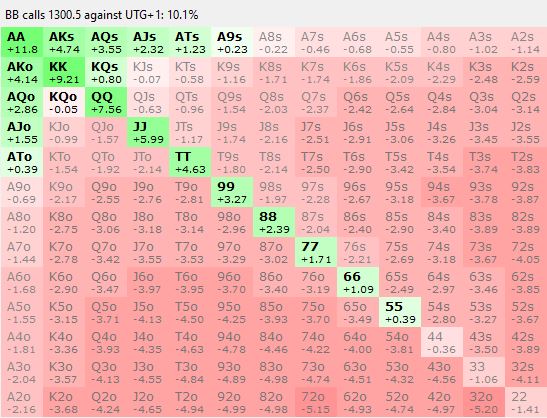 BB calls 1300.5 against UTG+1: 10.1%
AA AKs AQs AJs ATs A9s A8s A7s A6s A5s A4s A3s A2s
+11.8 +4.74 +3.55 +2.32 +1.23 +0.23 -0.22 -0.46 -0.68 -0.55 -0.80 -1.02 -1.14
AKo KK KQs KJs KTs K9s K8s K7s K6s K5s K4s K3s K2s
+4.14 +9.21 +0.80 -0.07 -0.58 -1.16 -1.71 -1.74 -1.86 -2.09 -2.29 -2.48 -2.59
AQo KQo QQ QJs QTs Q9s Q8s Q7s Q6s Q5s Q4s Q3s Q2s
+2.86 -0.05 +7.56 -0.63 -0.96 -1.54 -2.03 -2.37 -2.42 -2.64 -2.84 -3.04 -3.14
AJo KJo QJo JJ JTs J9s J8s J7s J6s J5s J4s J3s J2s
+1.55 -0.99 -1.57 +5.99 -1.17 -1.74 -2.16 -2.51 -2.91 -3.06 -3.26 -3.45 -3.55
ATo KTo QTo JTo TT T9s T8s T7s T6s T5s T4s T3s T2s
+0.39 -1.54 -1.92 -2.14 +4.63 -1.80 -2.14 -2.50 -2.90 -3.42 -3.54 -3.74 -3.83
A9o K9o Q9o J9o T9o 99 98s 97s 96s 95s 94s 93s 92s
-0.69 -2.17 -2.55 -2.76 -2.81 +3.27 -1.97 -2.28 -2.67 -3.18 -3.67 -3.78 -3.87
A8o K8o Q8o J8o T8o 98o 88 87s 86s 85s 84s 83s 82s
-1.20 -2.75 -3.06 -3.18 -3.14 -2.96 +2.39 -2.04 -2.40 -2.90 -3.40 -3.89 -3.89
A7o K7o Q7o J7o T7o 97o 87o 77 76s 75s 74s 73s 72s
-1.44 -2.78 -3.42 -3.55 -3.53 -3.29 -3.02 +1.71 -2.21 -2.69 -3.18 -3.67 -4.05
A6o K6o Q6o J6o T6o 96o 86o 76o 66 65s 64s 63s 62s
-1.68 -2.90 -3.47 -3.97 -3.95 -3.70 -3.40 -3.19 +1.09 -2.49 -2.97 -3.46 -3.85
A5o K5o Q5o J5o T5o 95o 85o 75o 65o 55 54s 53s 52s
-1.55 -3.15 -3.71 -4.13 -4.50 -4.25 -3.93 -3.70 -3.49 +0.39 -2.80 -3.27 -3.67
A4o K4o Q4o J4o T4o 94o 84o 74o 64o 54o 44 43s 42s
-1.81 -3.36 -3.93 -4.35 -4.63 -4.78 -4.46 -4.22 -4.00 -3.81 -0.36 -3.50 -3.89
A3o K3o Q3o J3o T3o 93o 83o 73o 63o 53o 43o 33 32s
-2.04 -3.57 -4.13 -4.55 -4.84 -4.89 -4.98 -4.74 -4.51 -4.32 -4.56 -1.06 -4.11
A2o K2o Q2o J2o T2o 92o 82o 72o 62o 52o 42o 32o 22
-2.16 -3.68 -4.24 -4.65 -4.94 -4.99 -4.98 -5.15 -4.93 -4.74 -4.97 -5.20 -1.41